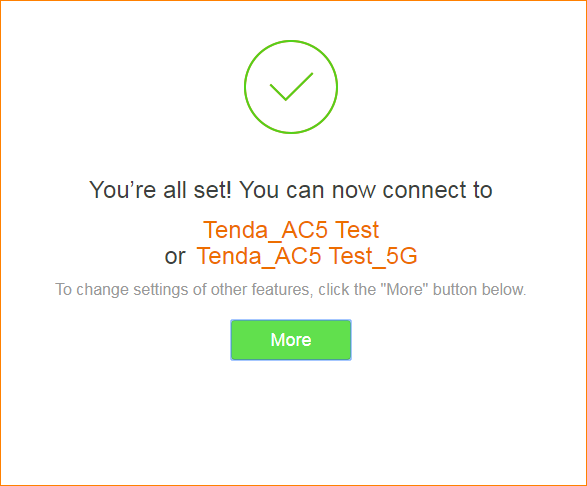 You’re all set! You can now connect to
Tenda_AC5 Test
or Tenda_AC5 Test_5G
To change settings of other features, click the "More" button below.
More